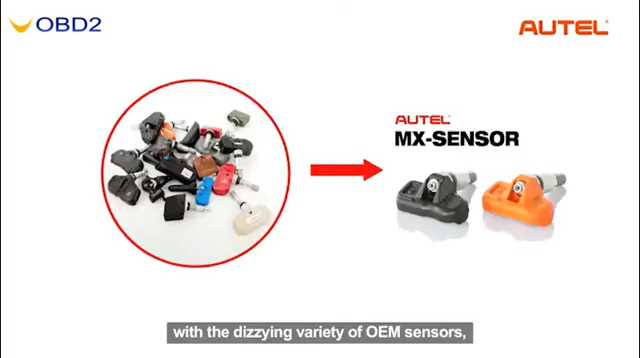 OBD2
AUTEL
AUTEL
MX-SENSOR
with the dizzying variety of OEM sensors,